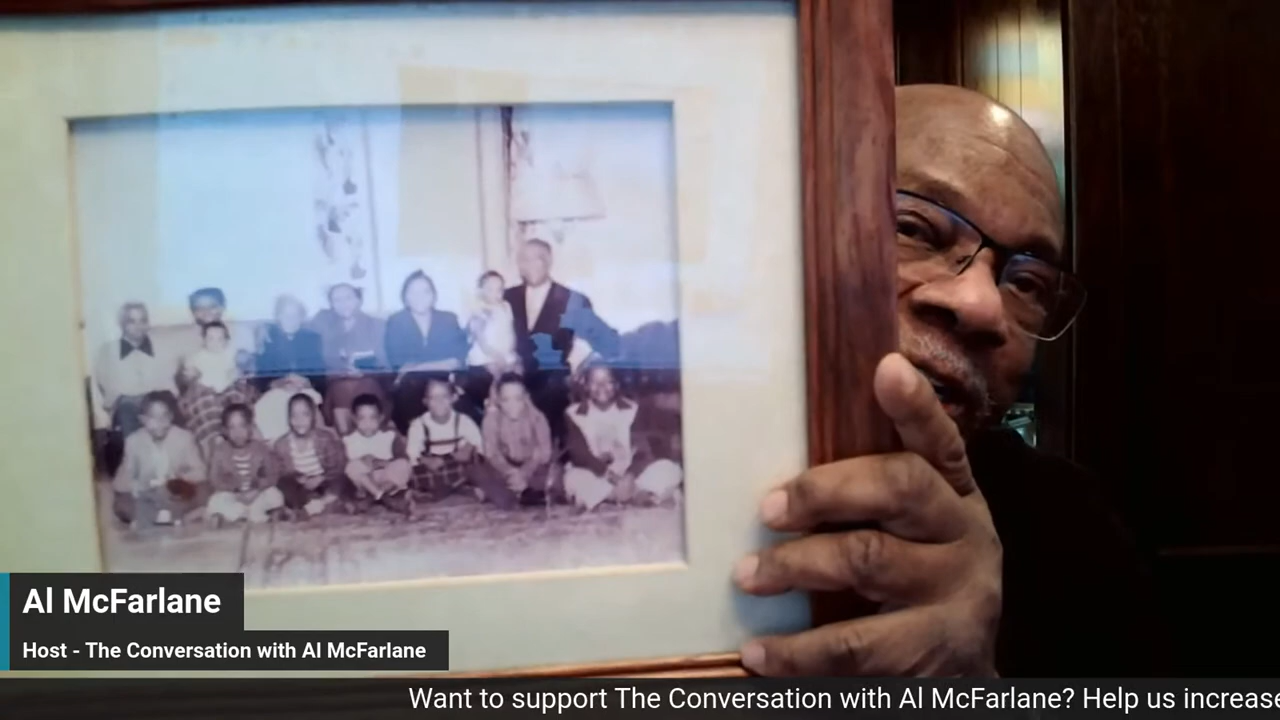 Al McFarlane
Host - The Conversation with Al McFarlane
Want to support The Conversation with Al McFarlane? Help us increase